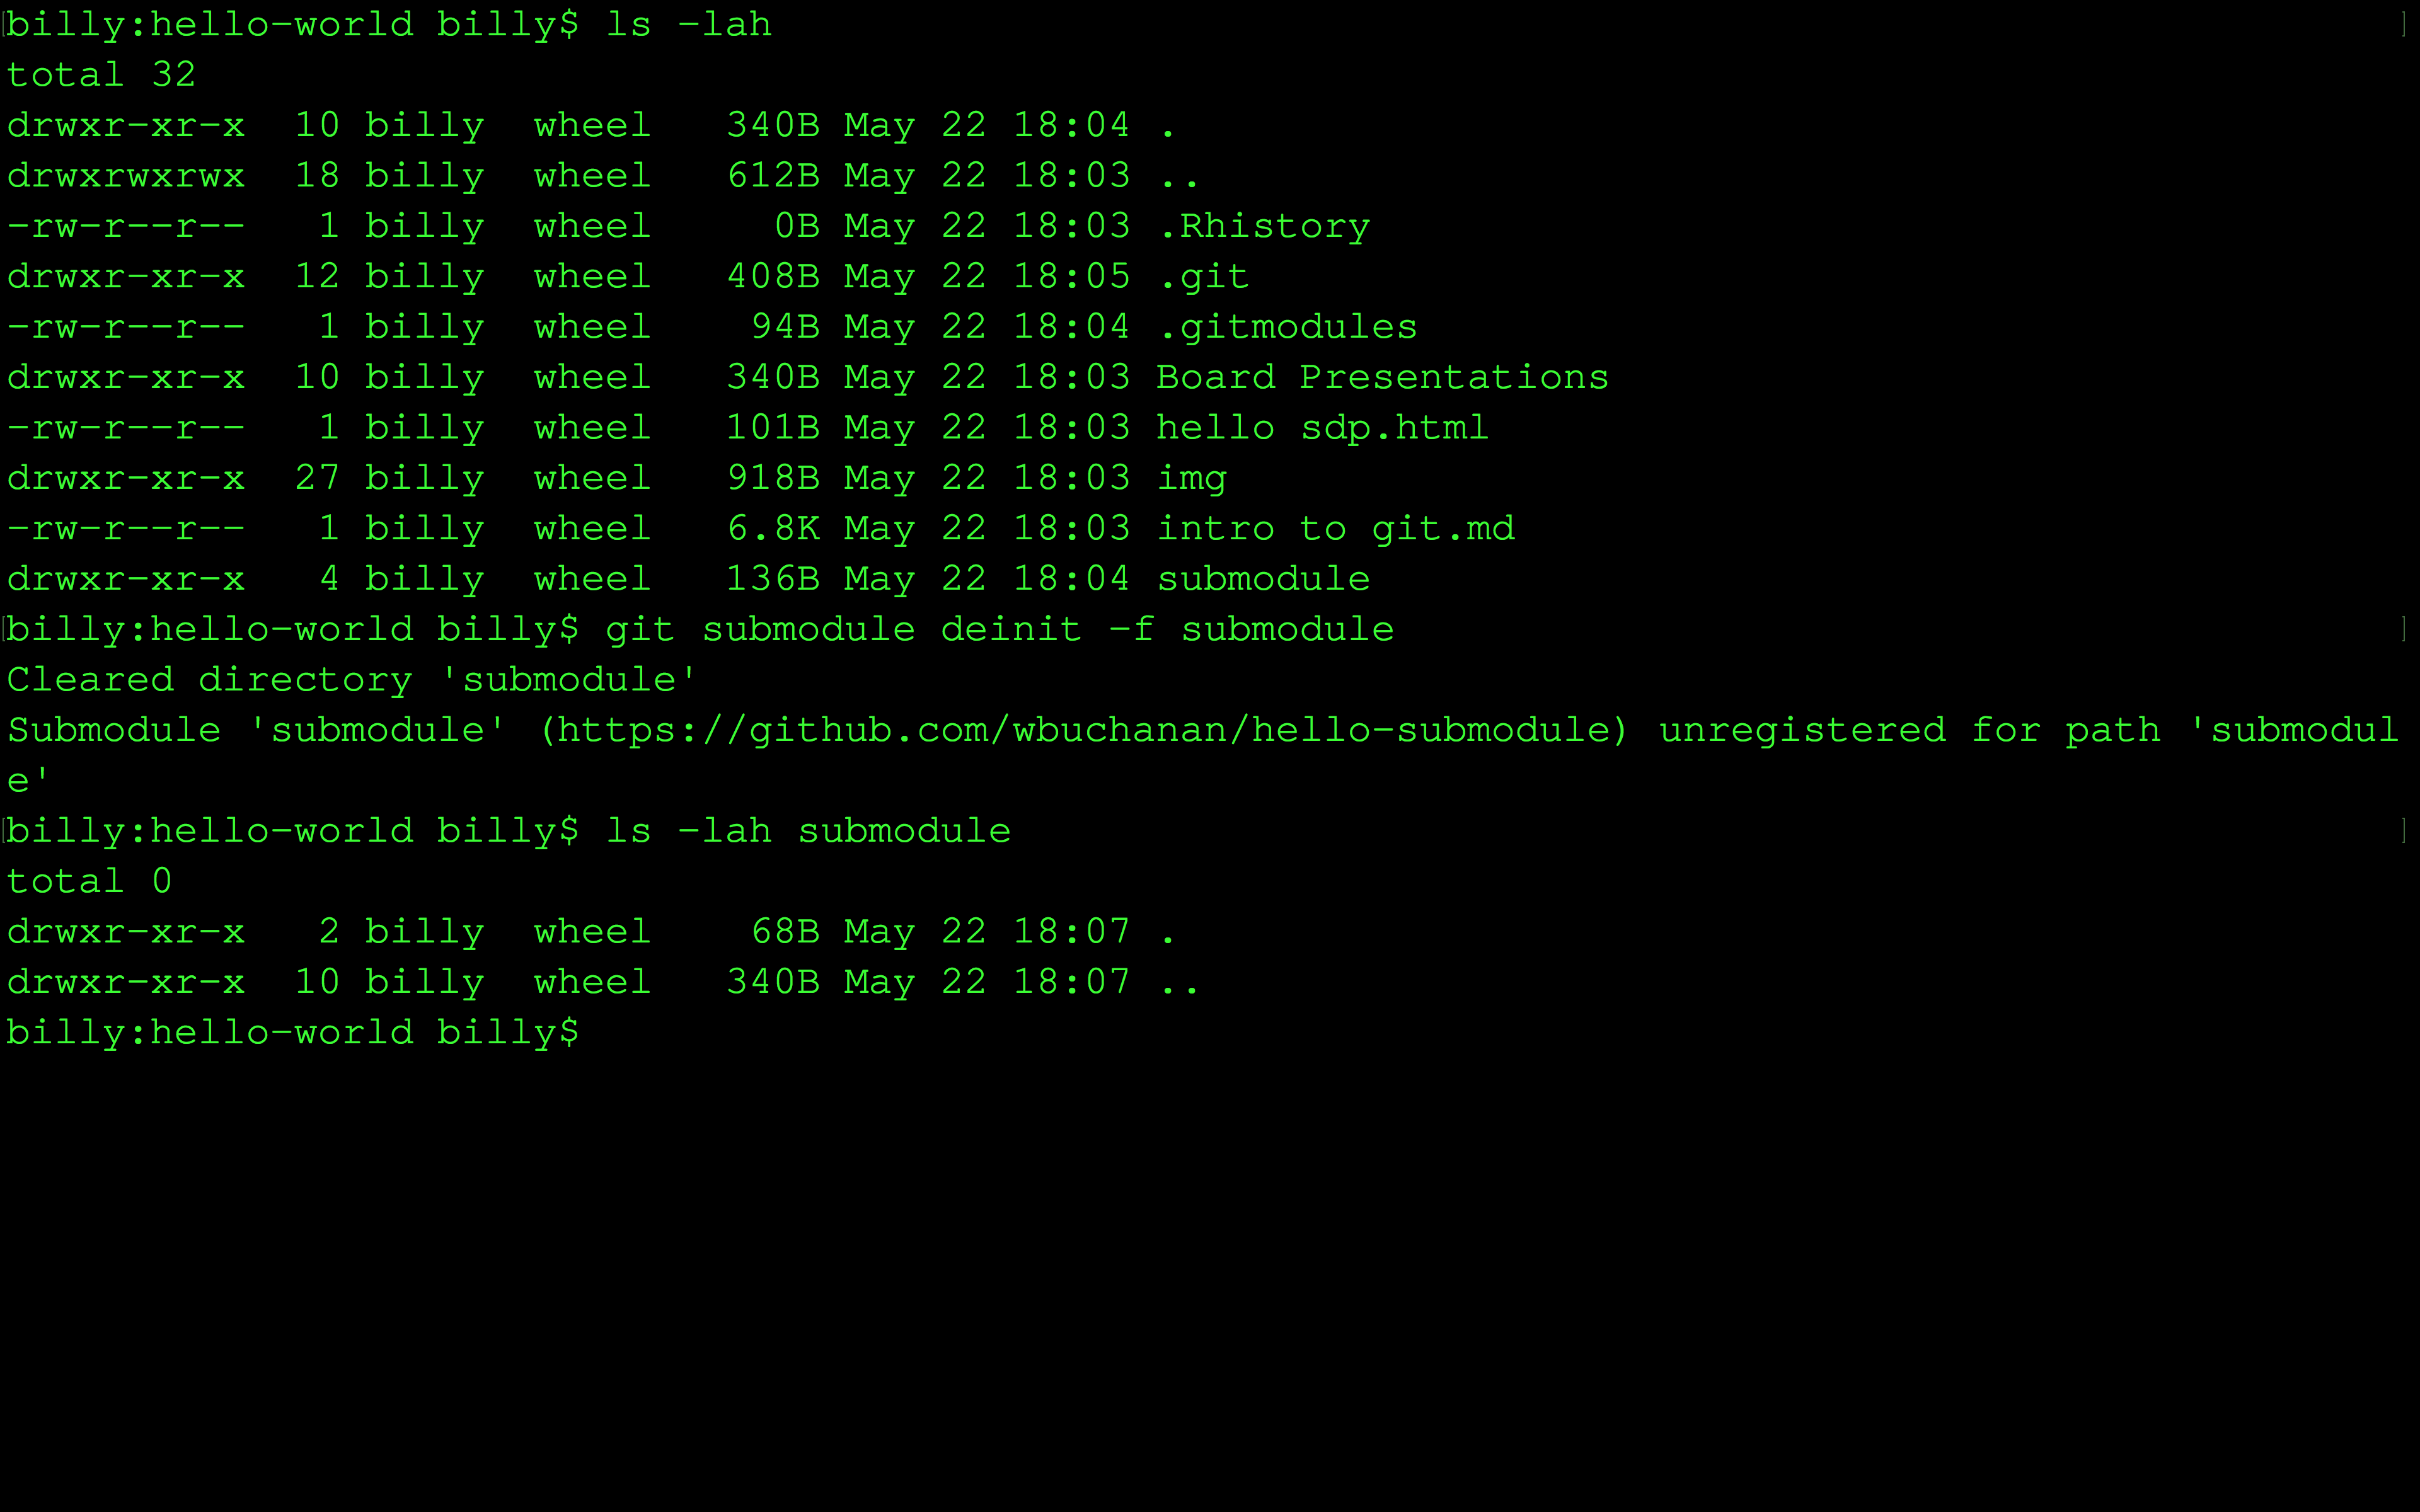 [billy:hello-world billy$ ls -lah ]
total 32
drwxr-xr-x  10 billy  wheel   340B May 22 18:04 .
drwxrwxrwx  18 billy  wheel   612B May 22 18:03 ..
-rw-r--r--   1 billy  wheel     0B May 22 18:03 .Rhistory
drwxr-xr-x  12 billy  wheel   408B May 22 18:05 .git
-rw-r--r--   1 billy  wheel    94B May 22 18:04 .gitmodules
drwxr-xr-x  10 billy  wheel   340B May 22 18:03 Board Presentations
-rw-r--r--   1 billy  wheel   101B May 22 18:03 hello sdp.html
drwxr-xr-x  27 billy  wheel   918B May 22 18:03 img
-rw-r--r--   1 billy  wheel   6.8K May 22 18:03 intro to git.md
drwxr-xr-x   4 billy  wheel   136B May 22 18:04 submodule
[billy:hello-world billy$ git submodule deinit -f submodule ]
Cleared directory 'submodule'
Submodule 'submodule' (https://github.com/wbuchanan/hello-submodule) unregistered for path 'submodul
e'
[billy:hello-world billy$ ls -lah submodule ]
total 0
drwxr-xr-x   2 billy  wheel    68B May 22 18:07 .
drwxr-xr-x  10 billy  wheel   340B May 22 18:07 ..
billy:hello-world billy$